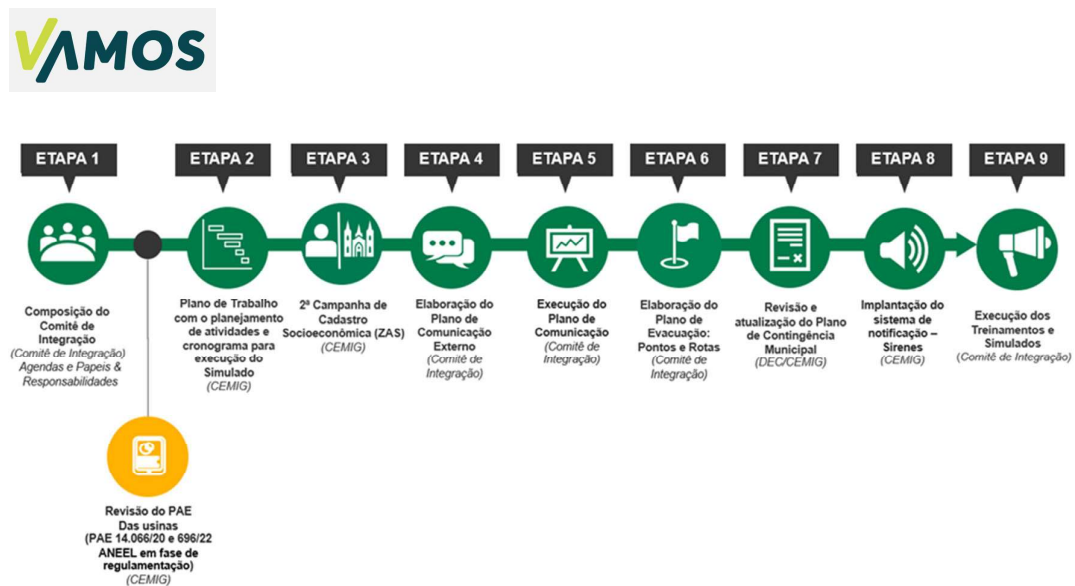 VAMOS
ETAPA 1
Composição do
Comitê de
Integração
(Comitê de Integração)
Agendas e Papeis &
Responsabilidades
Revisão do PAE
Das usinas
(PAE 14.066/20 e 696/22
ANEEL em fase de
regulamentação)
(CEMIG)
ETAPA 2
Plano de Trabalho
com o planejamento
de atividades e
cronograma para
execução do
Simulado
(CEMIG)
ETAPA 3
2ª Campanha de
Cadastro
Socioeconômica (ZAS)
(CEMIG)
ETAPA 4
Elaboração do
Plano de
Comunicação
Externo
(Comitê de
Integração)
ETAPA 5
Execução do
Plano de
Comunicação
(Comitê de
Integração)
ETAPA 6
Elaboração do
Plano de
Evacuação:
Pontos e Rotas
(Comitê de
Integração)
ETAPA 7
Revisão e
atualização do Plano
de Contingência
Municipal
(DEC/CEMIG)
ETAPA 8
Implantação do
sistema de
notificação –
Sirenes
(CEMIG)
ETAPA 9
Execução dos
Treinamentos e
Simulados
(Comitê de Integração)